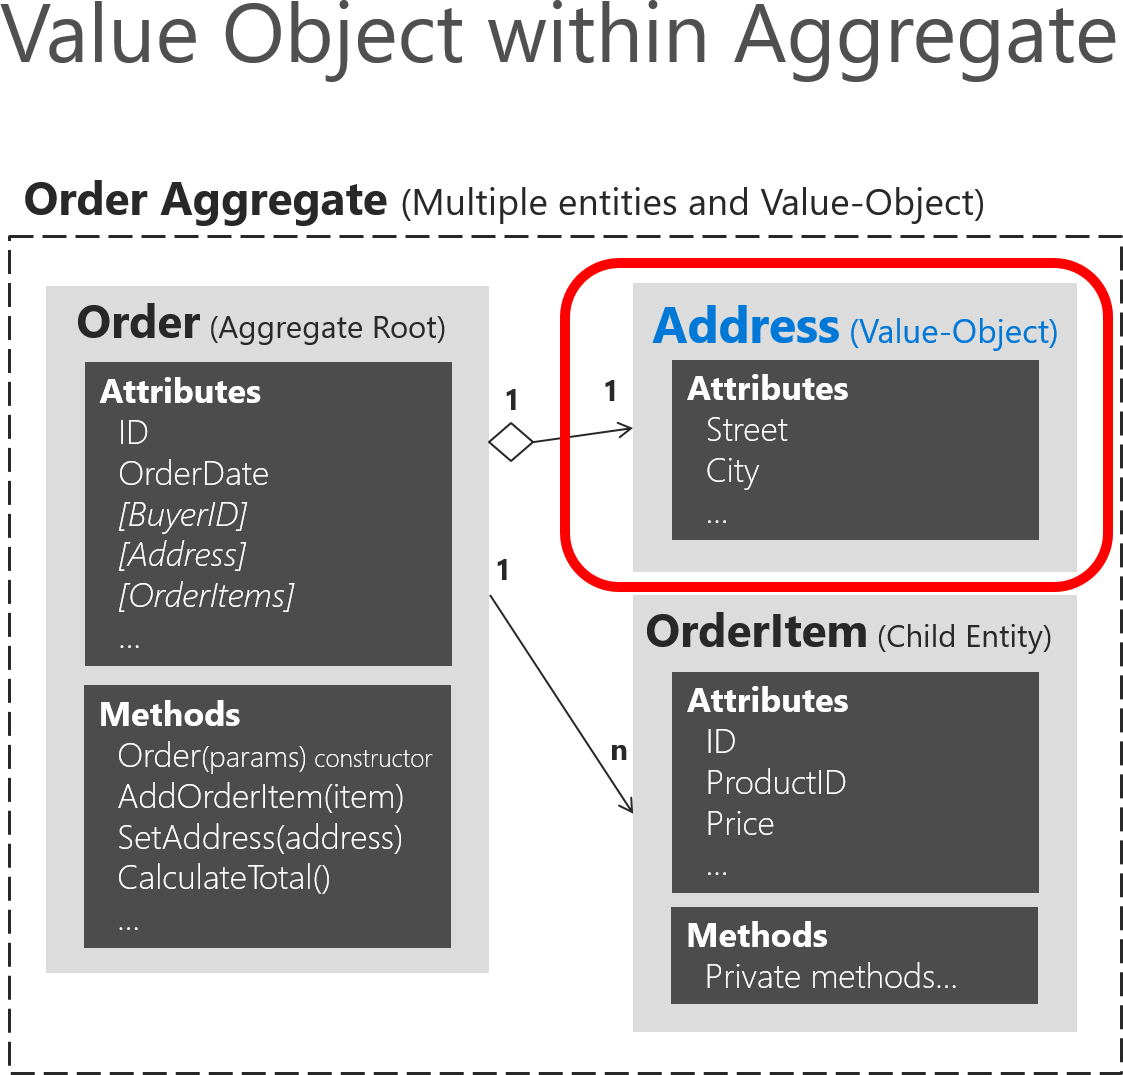 Value Object within Aggregate
Order Aggregate (Multiple entities and Value-Object)
Order (Aggregate Root)
Attributes
ID
OrderDate
[BuyerID]
[Address]
[OrderItems]
...
Methods
Order(params) constructor
AddOrderItem(item)
SetAddress(address)
CalculateTotal()
...
1
1
Address (Value-Object)
Attributes
Street
City
...
1
n
OrderItem (Child Entity)
Attributes
ID
ProductID
Price
...
Methods
Private methods...